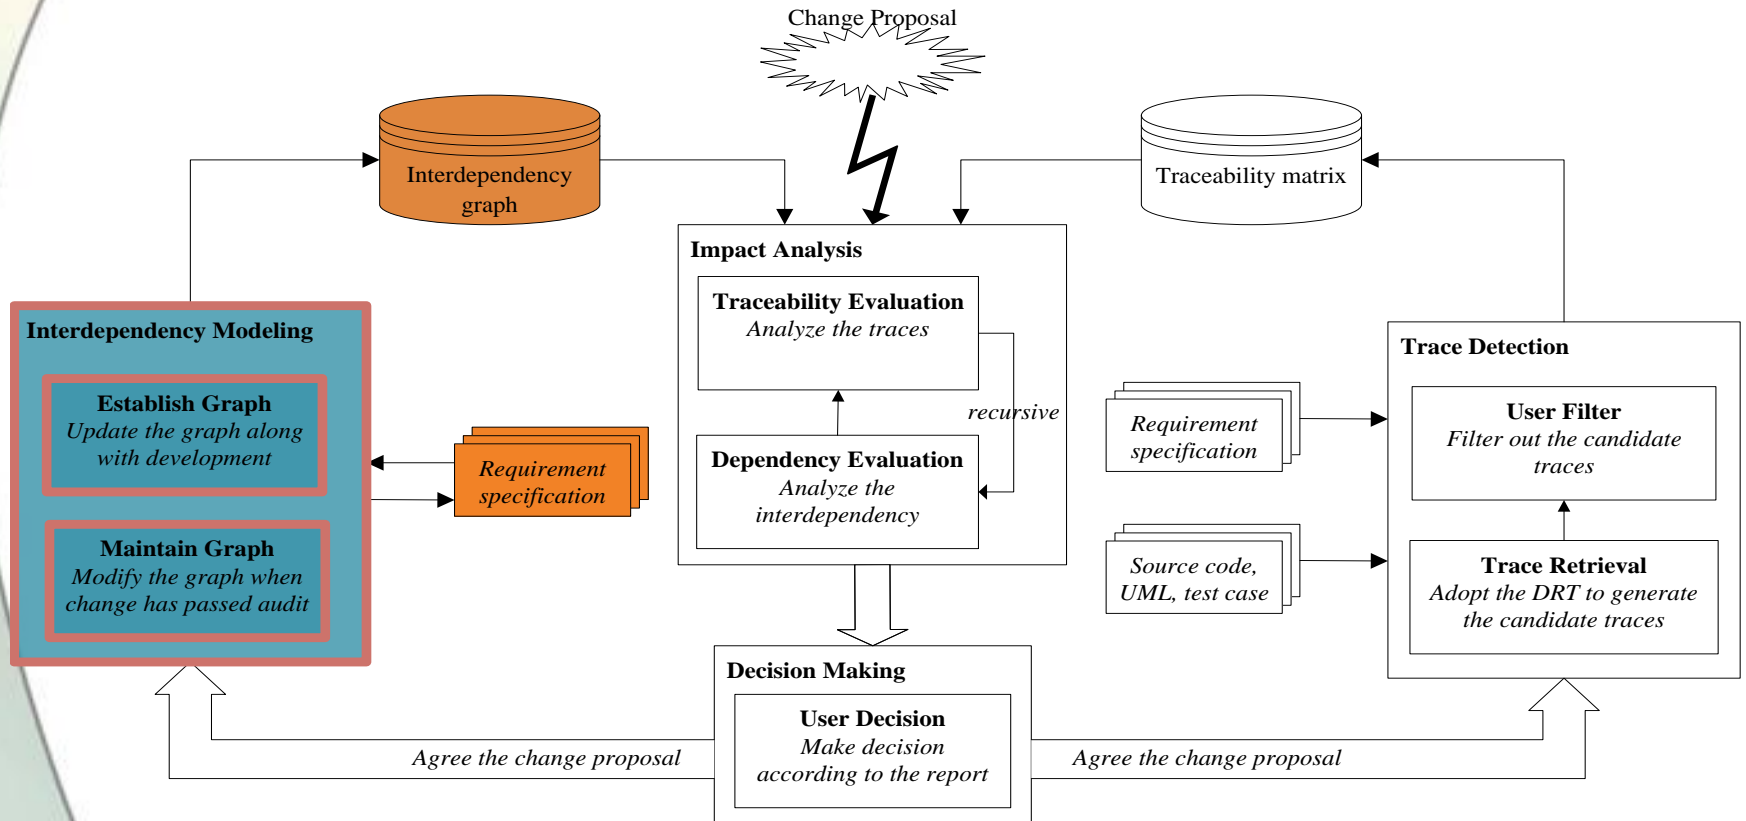 Change Proposal
Interdependency
graph
Traceability matrix
Impact Analysis
Traceability Evaluation
Analyze the traces
recursive
Dependency Evaluation
Analyze the
interdependency
Interdependency Modeling
Establish Graph
Update the graph along
with development
Maintain Graph
Modify the graph when
change has passed audit
Requirement
specification
Trace Detection
User Filter
Filter out the candidate
traces
Trace Retrieval
Adopt the DRT to generate
the candidate traces
Requirement
specification
Source code,
UML, test case
Decision Making
User Decision
Make decision
according to the report
Agree the change proposal
Agree the change proposal